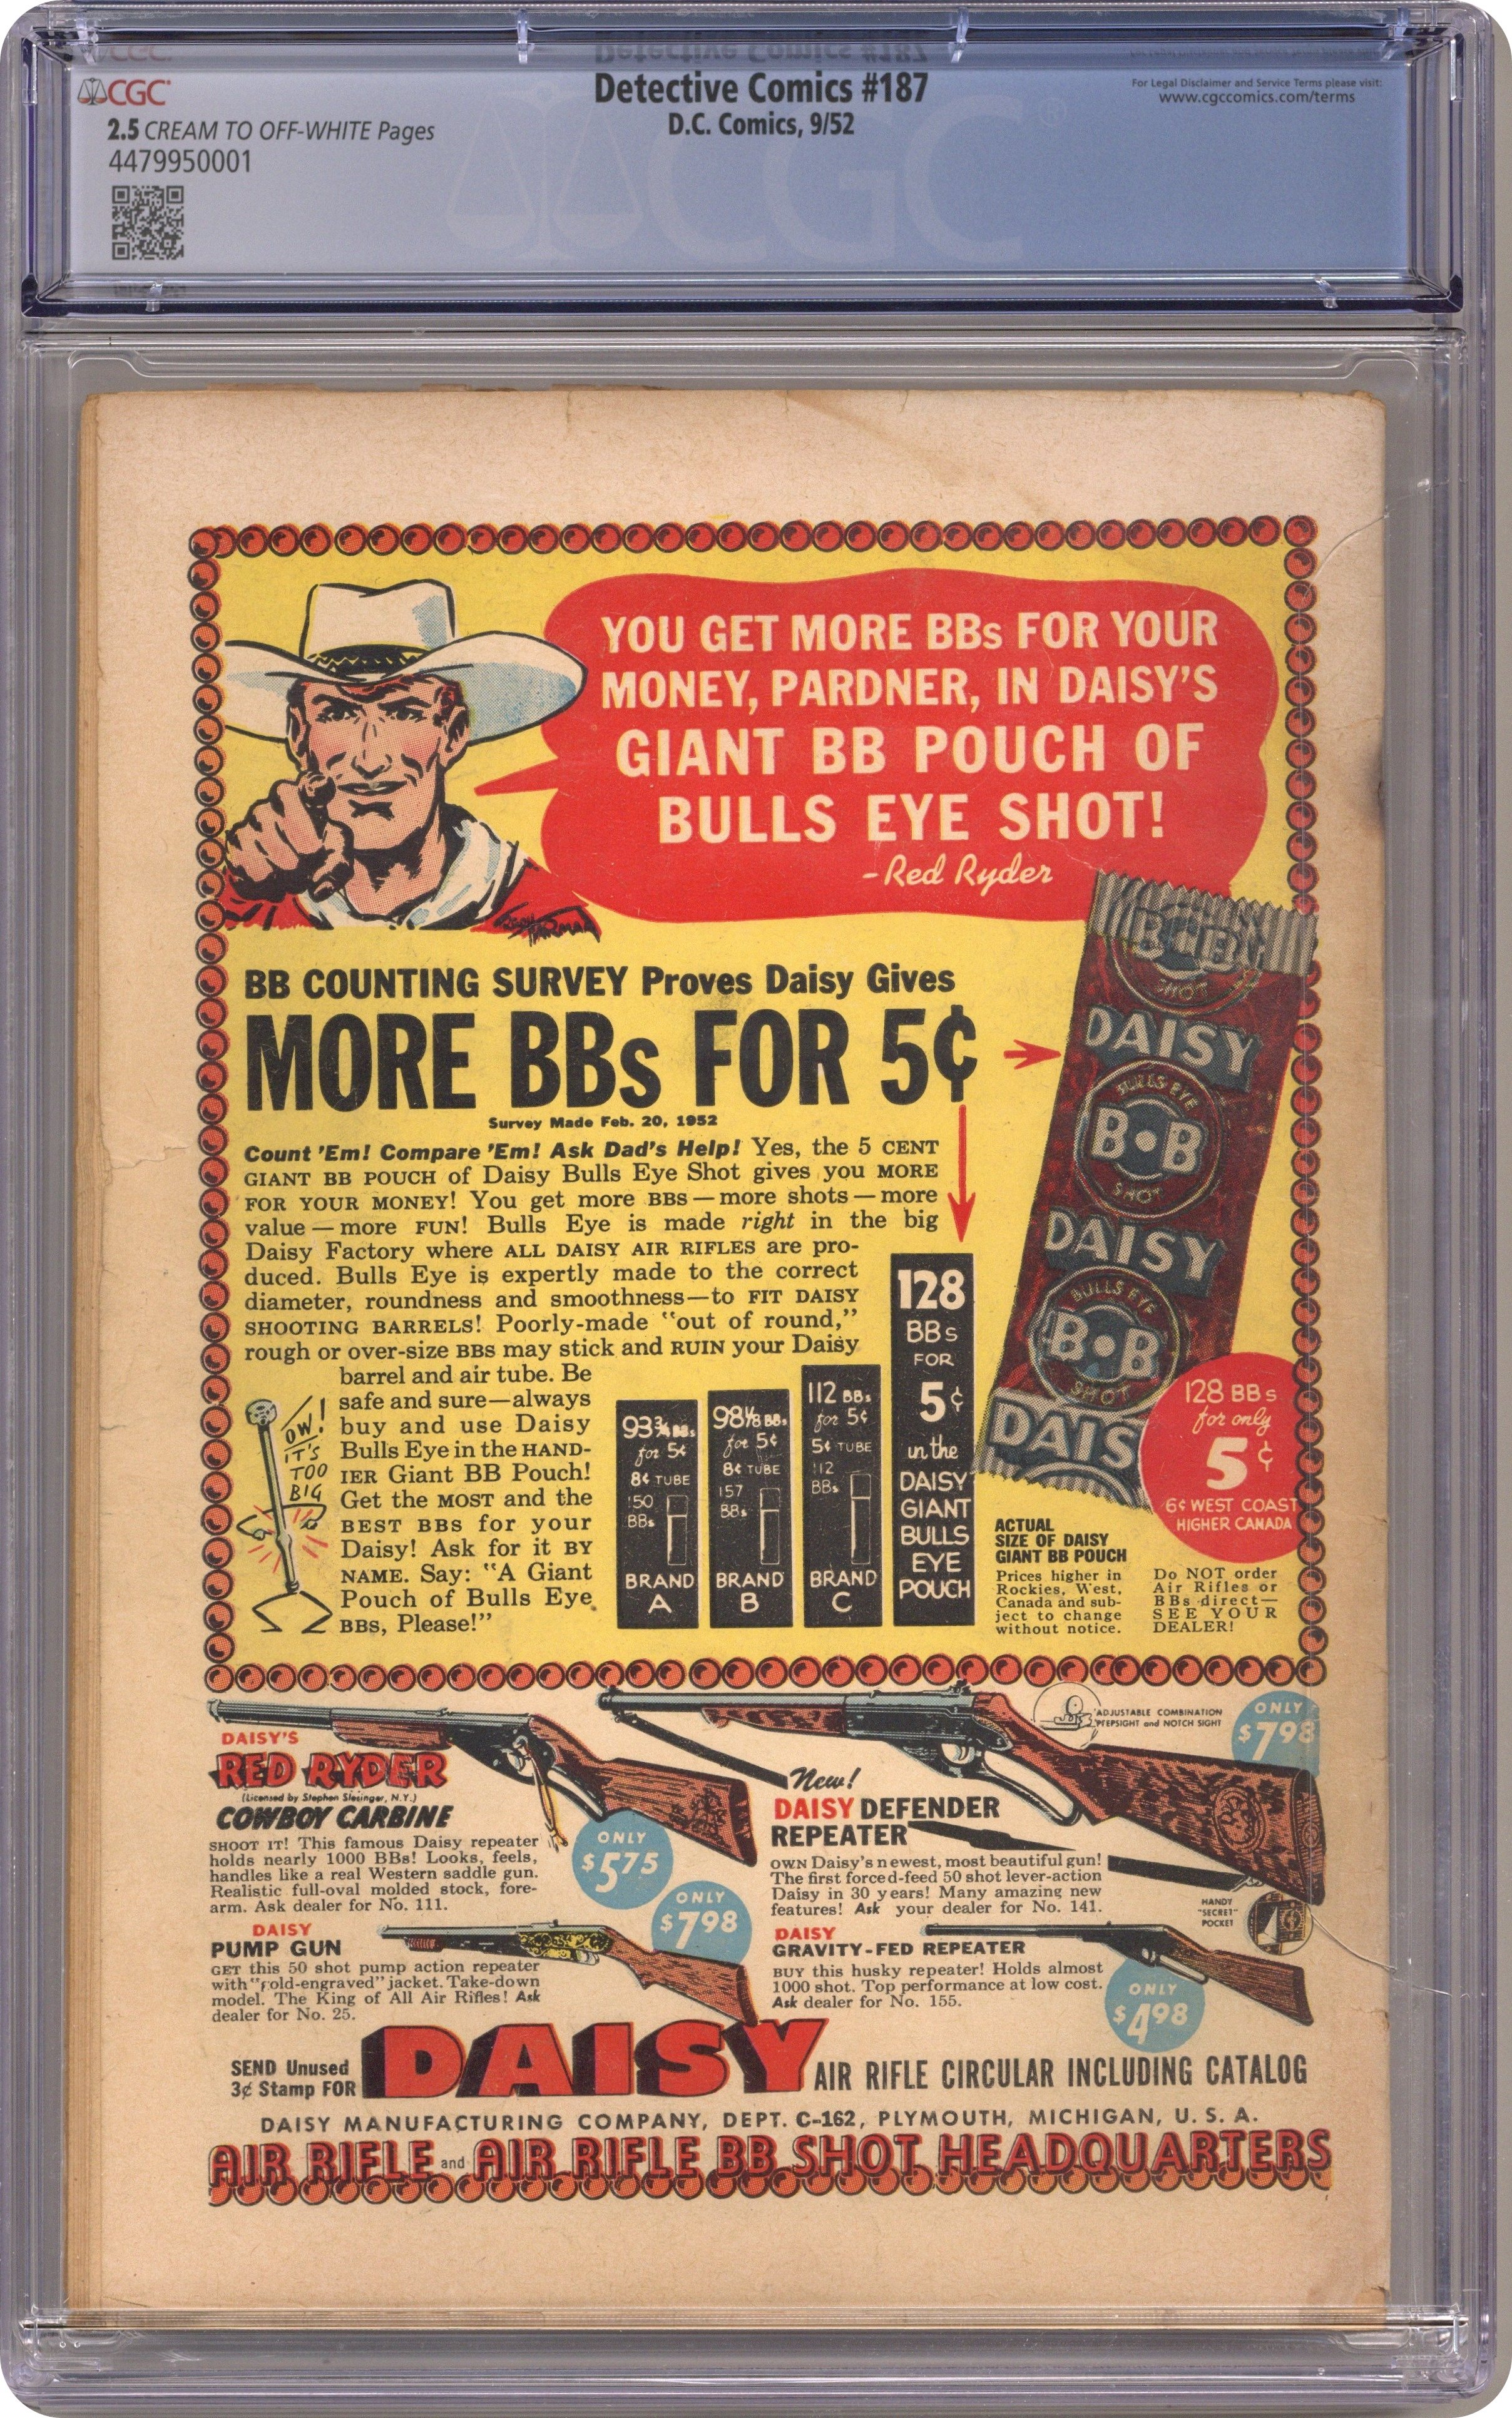 CGC
2.5 CREAM TO OFF-WHITE Pages
4479950001
Detective Comics #187
D.C. Comics, 9/52
For Legal Disclaimer and Service Terms please visit:
www.cgccomics.com/terms
YOU GET MORE BBs FOR YOUR
MONEY, PARDNER, IN DAISY'S
GIANT BB POUCH OF
BULLS EYE SHOT!
-Red Ryder
BB COUNTING SURVEY Proves Daisy Gives
MORE BBs FOR 5¢
Survey Made Feb. 20, 1952
Count 'Em! Compare 'Em! Ask Dad's Help! Yes, the 5 CENT
GIANT BB POUCH of Daisy Bulls Eye Shot gives you MORE
FOR YOUR MONEY! You get more BBs — more shots — more
value — more FUN! Bulls Eye is made right in the big
Daisy Factory where ALL DAISY AIR RIFLES are pro-
duced. Bulls Eye is expertly made to the correct
diameter, roundness and smoothness—to FIT DAISY
SHOOTING BARRELS! Poorly-made "out of round,"
rough or over-size BBs may stick and RUIN your Daisy
barrel and air tube. Be
safe and sure—always
buy and use Daisy
Bulls Eye in the HAND-
IER Giant BB Pouch!
Get the MOST and the
BEST BBS for your
Daisy! Ask for it BY
NAME. Say: "A Giant
Pouch of Bulls Eye
BBs, Please!"
OW!
IT'S
TOO
BIG
93¾ BBs
for 5¢
8¢ TUBE
150
BBs
BRAND
A
98⅛ BBs
for 5¢
8¢ TUBE
157
BBs
BRAND
B
112 BBs
for 5¢
5¢ TUBE
112
BBs
BRAND
C
128
BBs
FOR
5¢
in the
DAISY
GIANT
BULLS
EYE
POUCH
B•B
SHOT
DAISY
BULLS EYE
B•B
SHOT
DAISY
BULLS EYE
B•B
SHOT
DAIS
128 BBs
for only
5¢
6¢ WEST COAST
HIGHER CANADA
ACTUAL
SIZE OF DAISY
GIANT BB POUCH
Prices higher in
Rockies, West,
Canada and sub-
ject to change
without notice.
Do NOT order
Air Rifles or
BBs direct—
SEE YOUR
DEALER!
DAISY'S
RED RYDER
(Licensed by Stephen Slesinger, N.Y.)
COWBOY CARBINE
SHOOT IT! This famous Daisy repeater
holds nearly 1000 BBs! Looks, feels,
handles like a real Western saddle gun.
Realistic full-oval molded stock, fore-
arm. Ask dealer for No. 111.
ONLY
$5.75
DAISY
PUMP GUN
GET this 50 shot pump action repeater
with "gold-engraved" jacket. Take-down
model. The King of All Air Rifles! Ask
dealer for No. 25.
ONLY
$7.98
ADJUSTABLE COMBINATION
PEEPSIGHT and NOTCH SIGHT
ONLY
$7.98
New!
DAISY DEFENDER
REPEATER
OWN Daisy's newest, most beautiful gun!
The first forced-feed 50 shot lever-action
Daisy in 30 years! Many amazing new
features! Ask your dealer for No. 141.
HANDY
"SECRET"
POCKET
DAISY
GRAVITY-FED REPEATER
BUY this husky repeater! Holds almost
1000 shot. Top performance at low cost.
Ask dealer for No. 155.
ONLY
$4.98
SEND Unused
3¢ Stamp FOR
DAISY AIR RIFLE CIRCULAR INCLUDING CATALOG
DAISY MANUFACTURING COMPANY, DEPT. C-162, PLYMOUTH, MICHIGAN, U. S. A.
AIR RIFLE and AIR RIFLE BB SHOT HEADQUARTERS